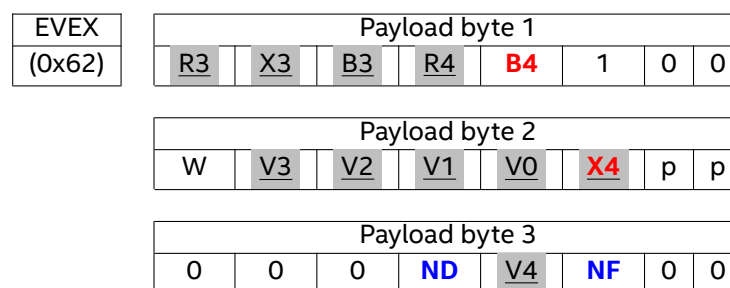 EVEX Payload byte 1
(0x62) R3 X3 B3 R4 B4 1 0 0
Payload byte 2
W V3 V2 V1 V0 X4 p p
Payload byte 3
0 0 0 ND V4 NF 0 0